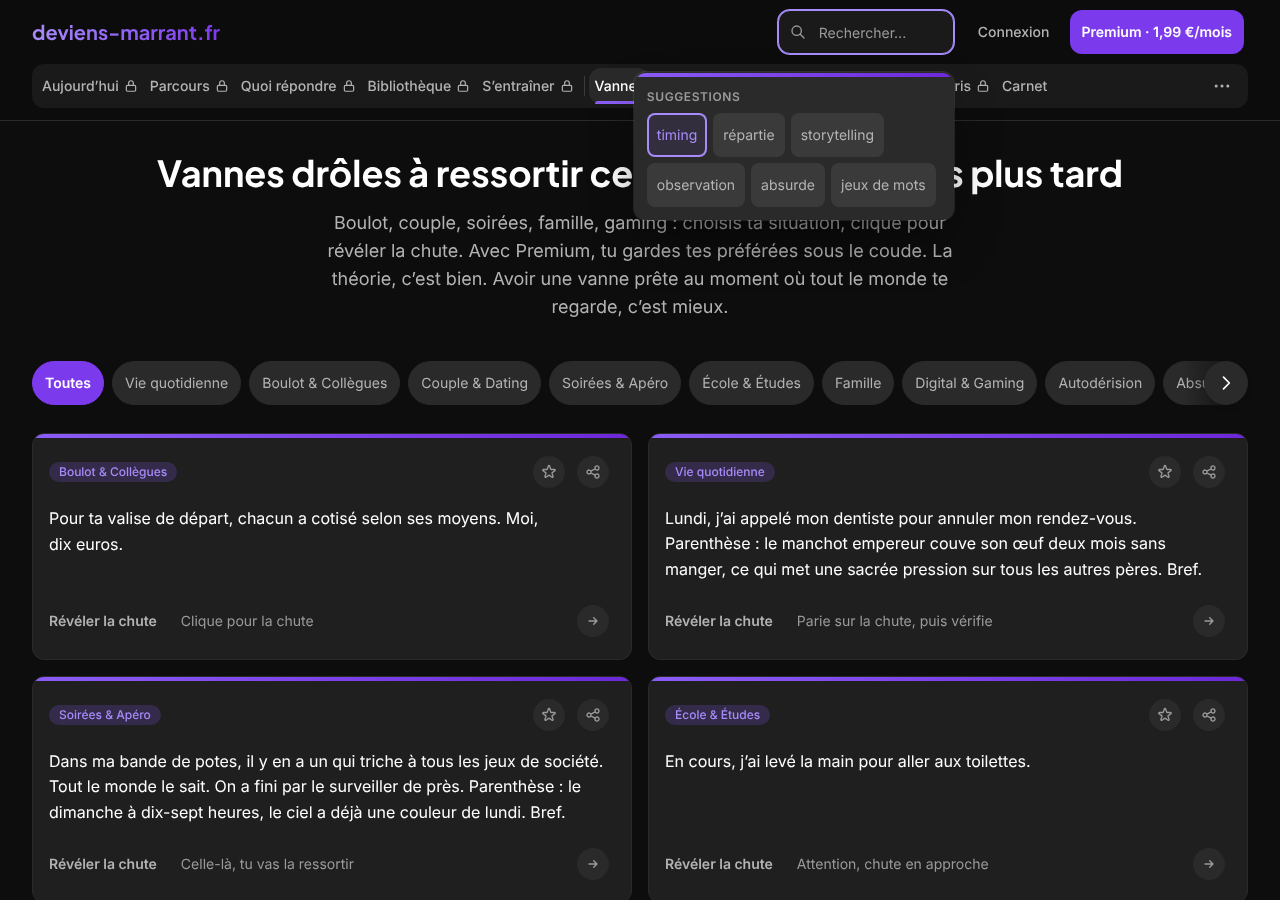 deviens-marrant.fr
Rechercher...
Connexion
Premium · 1,99 €/mois
Aujourd’hui
Parcours
Quoi répondre
Bibliothèque
S’entraîner
Vanne
ris
Carnet
SUGGESTIONS
timing
répartie
storytelling
observation
absurde
jeux de mots
Vannes drôles à ressortir ce
s plus tard
Boulot, couple, soirées, famille, gaming : choisis ta situation, clique pour
révéler la chute. Avec Premium, tu gardes tes préférées sous le coude. La
théorie, c’est bien. Avoir une vanne prête au moment où tout le monde te
regarde, c’est mieux.
Toutes
Vie quotidienne
Boulot & Collègues
Couple & Dating
Soirées & Apéro
École & Études
Famille
Digital & Gaming
Autodérision
Boulot & Collègues
Pour ta valise de départ, chacun a cotisé selon ses moyens. Moi,
dix euros.
Révéler la chute
Clique pour la chute
Vie quotidienne
Lundi, j’ai appelé mon dentiste pour annuler mon rendez-vous.
Parenthèse : le manchot empereur couve son œuf deux mois sans
manger, ce qui met une sacrée pression sur tous les autres pères. Bref.
Révéler la chute
Parie sur la chute, puis vérifie
Soirées & Apéro
Dans ma bande de potes, il y en a un qui triche à tous les jeux de société.
Tout le monde le sait. On a fini par le surveiller de près. Parenthèse : le
dimanche à dix-sept heures, le ciel a déjà une couleur de lundi. Bref.
Révéler la chute
Celle-là, tu vas la ressortir
École & Études
En cours, j’ai levé la main pour aller aux toilettes.
Révéler la chute
Attention, chute en approche